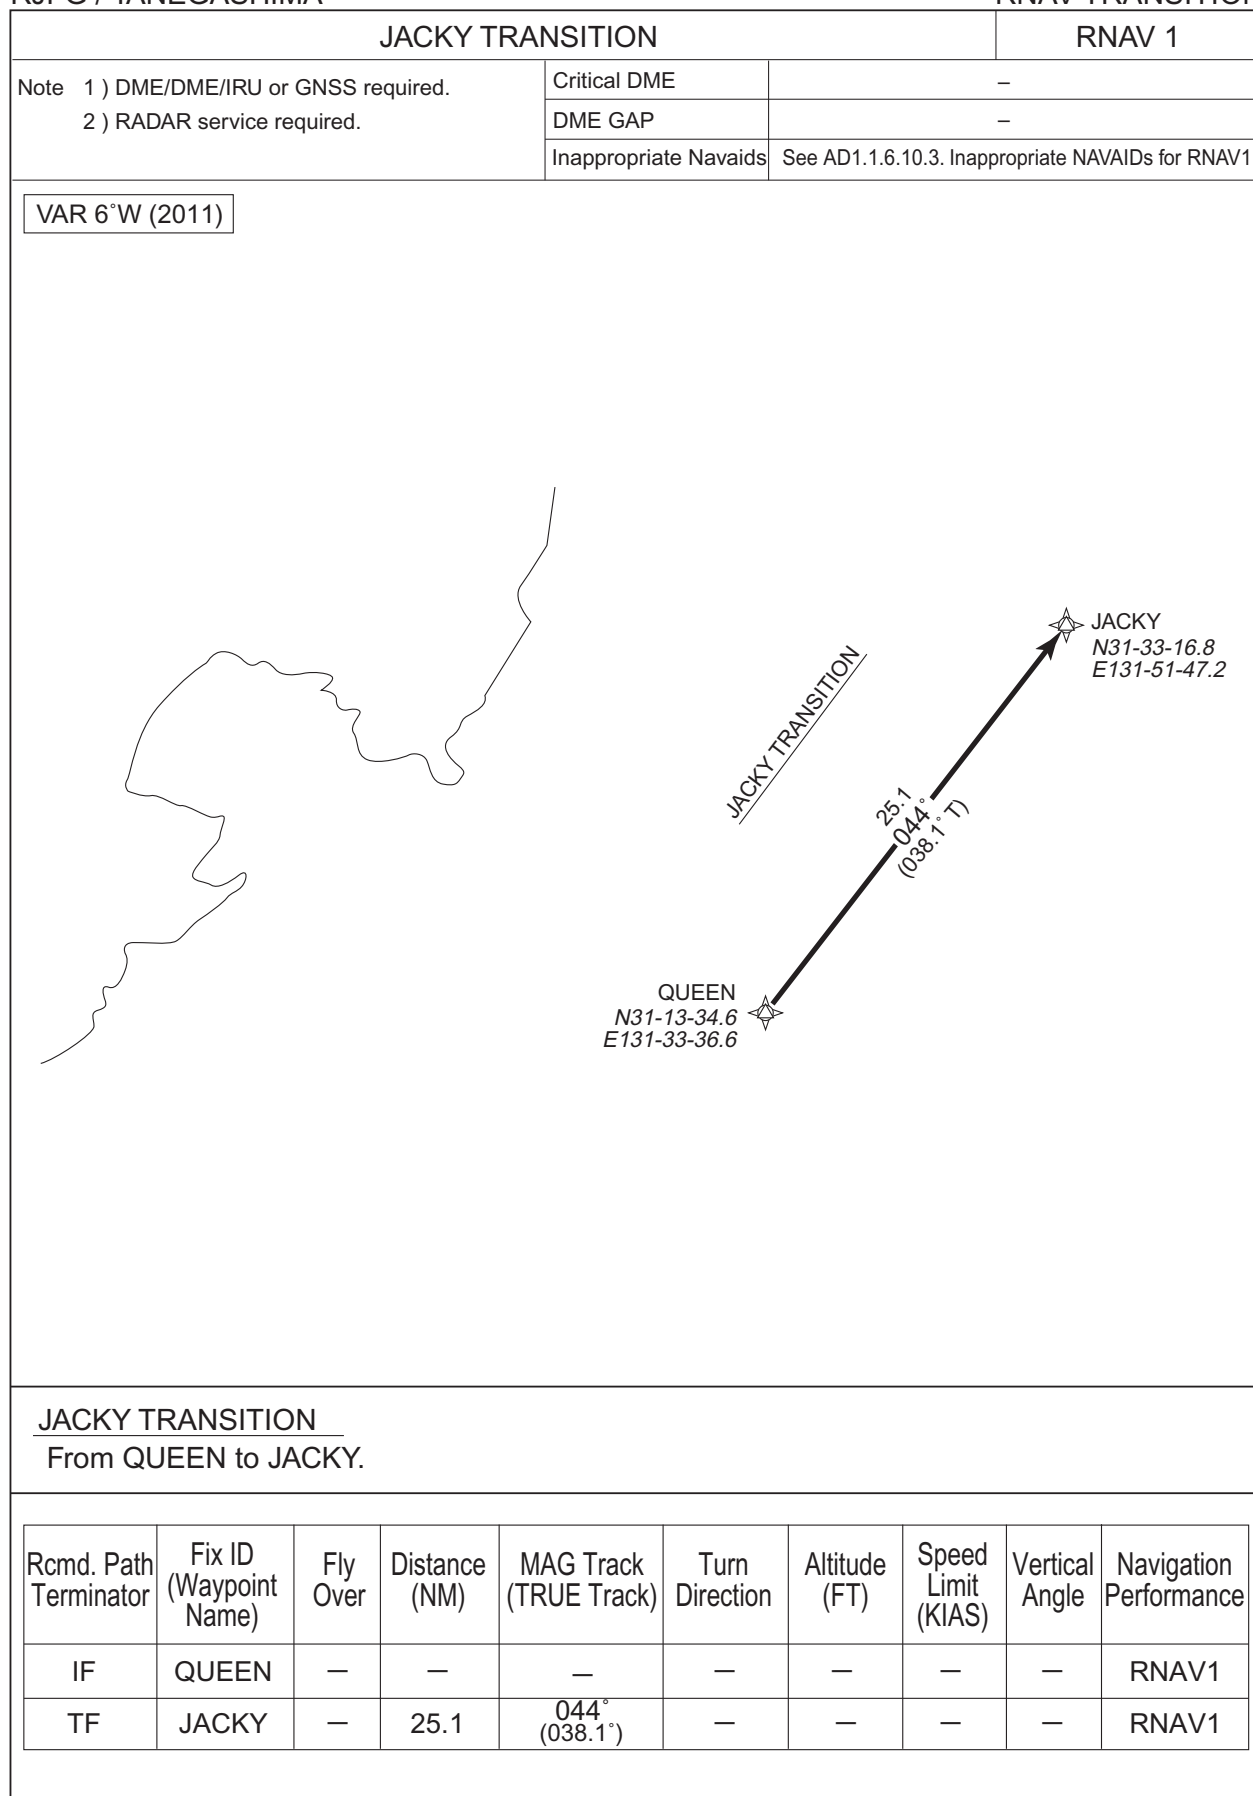 RJFG / TANEGASHIMA RNAV TRANSITION
JACKY TRANSITION RNAV 1
Note 1 ) DME/DME/IRU or GNSS required.
2 ) RADAR service required.
Critical DME –
DME GAP –
Inappropriate Navaids See AD1.1.6.10.3. Inappropriate NAVAIDs for RNAV1
VAR 6˚W (2011)
JACKY
N31-33-16.8
E131-51-47.2
JACKY TRANSITION
25.1
044˚
(038.1˚T)
QUEEN
N31-13-34.6
E131-33-36.6
JACKY TRANSITION
From QUEEN to JACKY.
Rcmd. Path Terminator Fix ID (Waypoint Name) Fly Over Distance (NM) MAG Track (TRUE Track) Turn Direction Altitude (FT) Speed Limit (KIAS) Vertical Angle Navigation Performance
IF QUEEN – – – – – – – RNAV1
TF JACKY – 25.1 044˚ (038.1˚) – – – – RNAV1